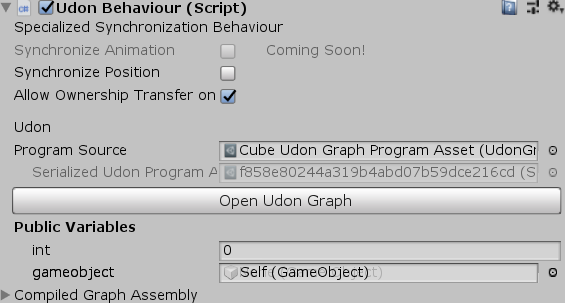 Udon Behaviour (Script)
Specialized Synchronization Behaviour
Synchronize Animation Coming Soon!
Synchronize Position
Allow Ownership Transfer on
Udon
Program Source Cube Udon Graph Program Asset (UdonGr
Serialized Udon Program A f858e80244a319b4abd07b59dce216cd (S
Open Udon Graph
Public Variables
int 0
gameobject Self (GameObject)
Compiled Graph Assembly